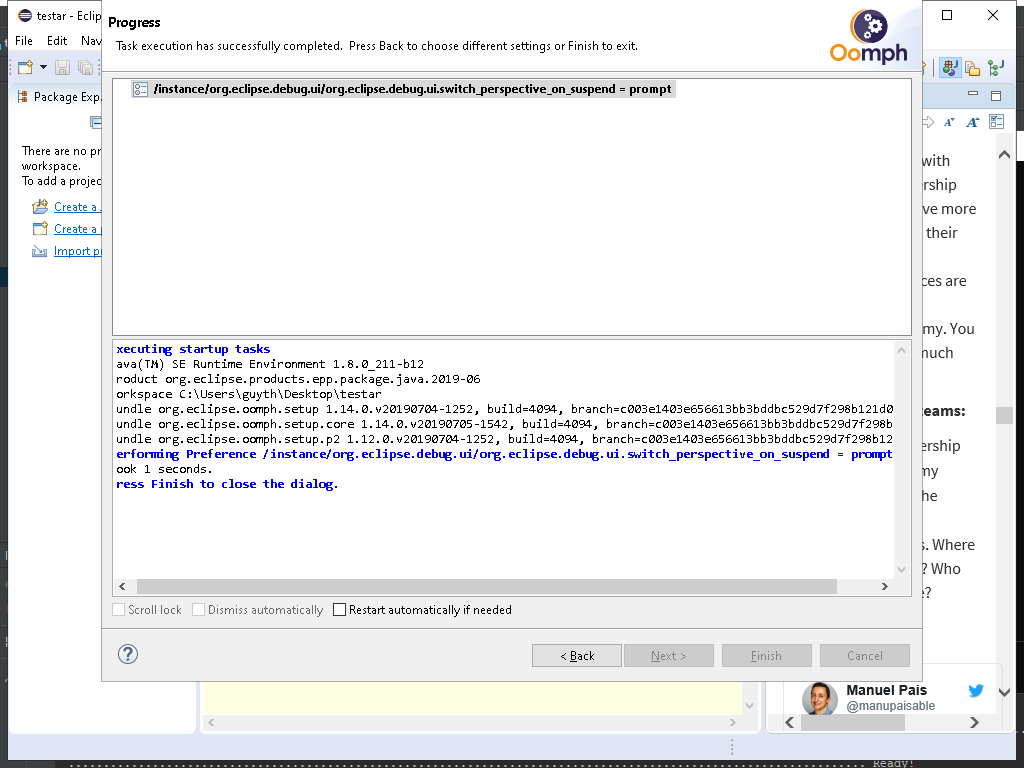 testar - Eclip
File Edit Nav
Package Exp
There are no pr
workspace.
To add a projec
Create a
Create a
Import p
Progress
Task execution has successfully completed. Press Back to choose different settings or Finish to exit.
Oomph
/instance/org.eclipse.debug.ui/org.eclipse.debug.ui.switch_perspective_on_suspend = prompt
xecuting startup tasks
ava(TM) SE Runtime Environment 1.8.0_211-b12
roduct org.eclipse.products.epp.package.java.2019-06
orkspace C:\Users\guyth\Desktop\testar
undle org.eclipse.oomph.setup 1.14.0.v20190704-1252, build=4094, branch=c003e1403e656613bb3bddbc529d7f298b121d0
undle org.eclipse.oomph.setup.core 1.14.0.v20190705-1542, build=4094, branch=c003e1403e656613bb3bddbc529d7f298b
undle org.eclipse.oomph.setup.p2 1.12.0.v20190704-1252, build=4094, branch=c003e1403e656613bb3bddbc529d7f298b12
erforming Preference /instance/org.eclipse.debug.ui/org.eclipse.debug.ui.switch_perspective_on_suspend = prompt
ook 1 seconds.
ress Finish to close the dialog.
Scroll lock Dismiss automatically Restart automatically if needed
< Back Next > Finish Cancel
with
ership
ve more
their
ces are
my. You
much
teams:
ership
my
he
s. Where
? Who
e?
Manuel Pais
@manupaisable
Ready!